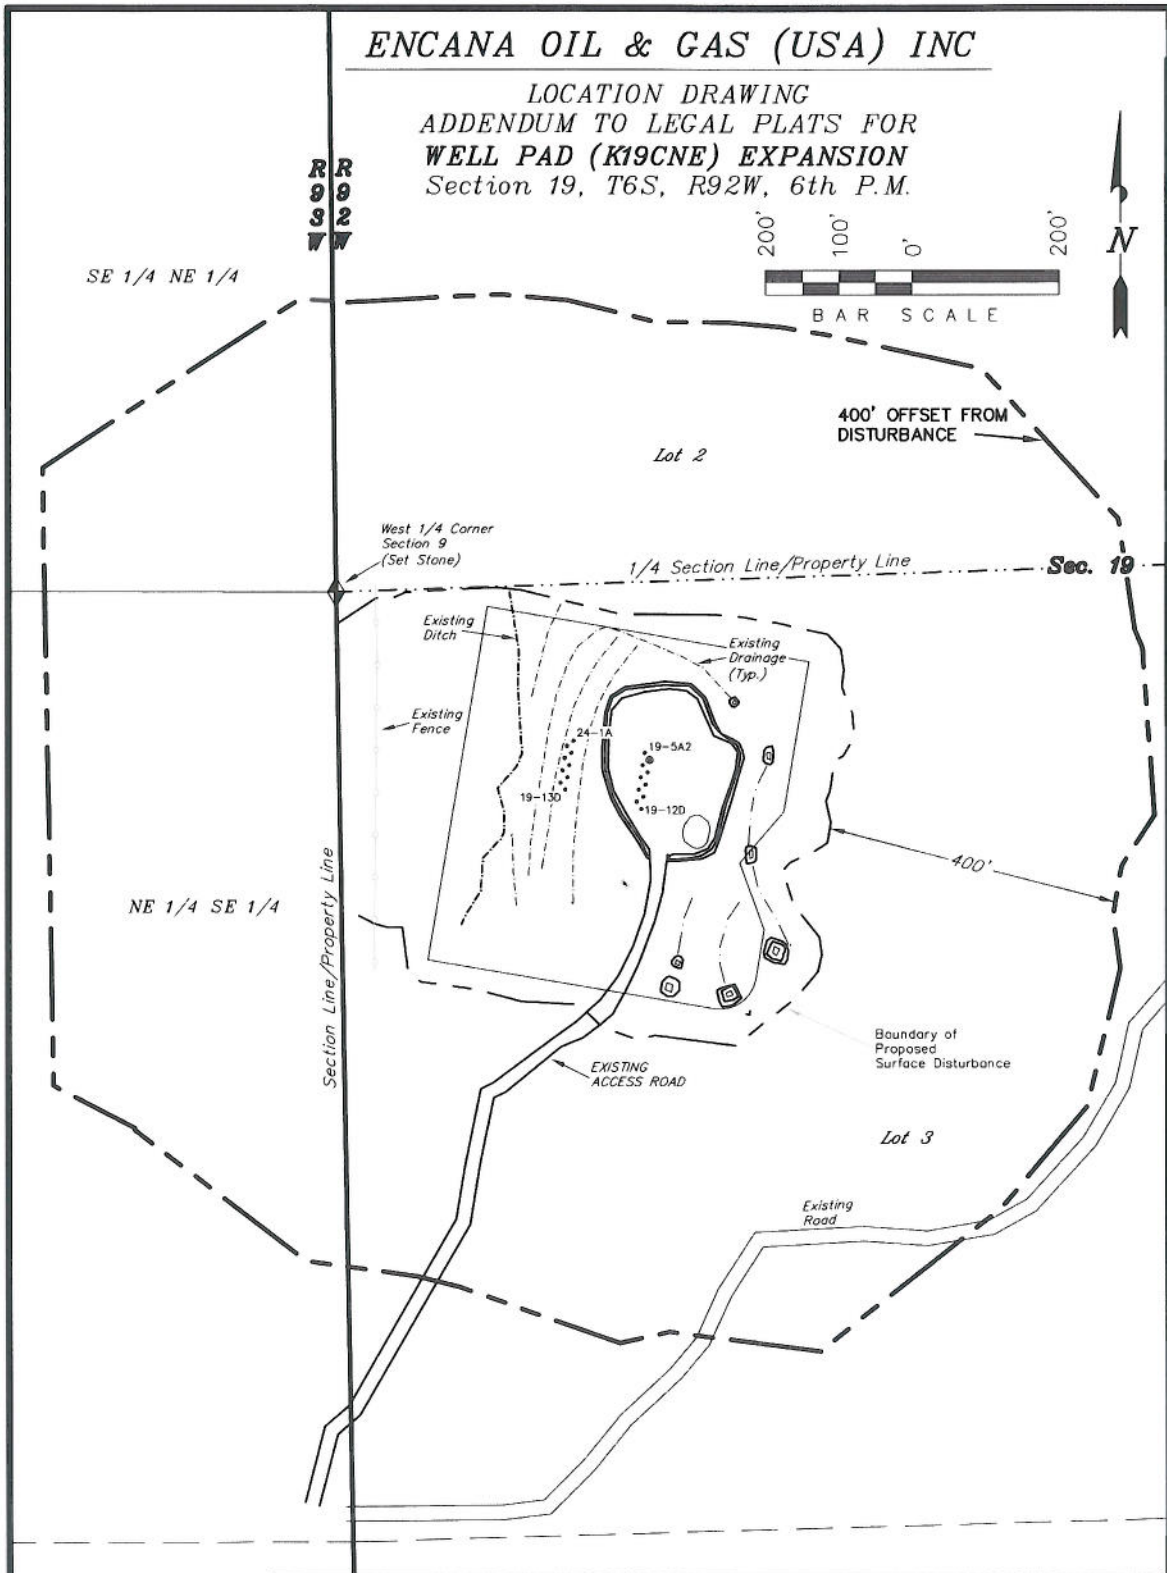 ENCANA OIL & GAS (USA) INC
LOCATION DRAWING
ADDENDUM TO LEGAL PLATS FOR
WELL PAD (K19CNE) EXPANSION
Section 19, T6S, R92W, 6th P.M.
R R
9 9
3 2
W W
SE 1/4 NE 1/4
200'
100'
0'
200'
N
BAR SCALE
400' OFFSET FROM
DISTURBANCE
Lot 2
West 1/4 Corner
Section 9
(Set Stone)
1/4 Section Line/Property Line
Sec. 19
Existing
Ditch
Existing
Drainage
(Typ.)
Existing
Fence
24-1A
19-5A2
19-13D
19-12D
400'
NE 1/4 SE 1/4
Section Line/Property Line
Boundary of
Proposed
Surface Disturbance
EXISTING
ACCESS ROAD
Lot 3
Existing
Road